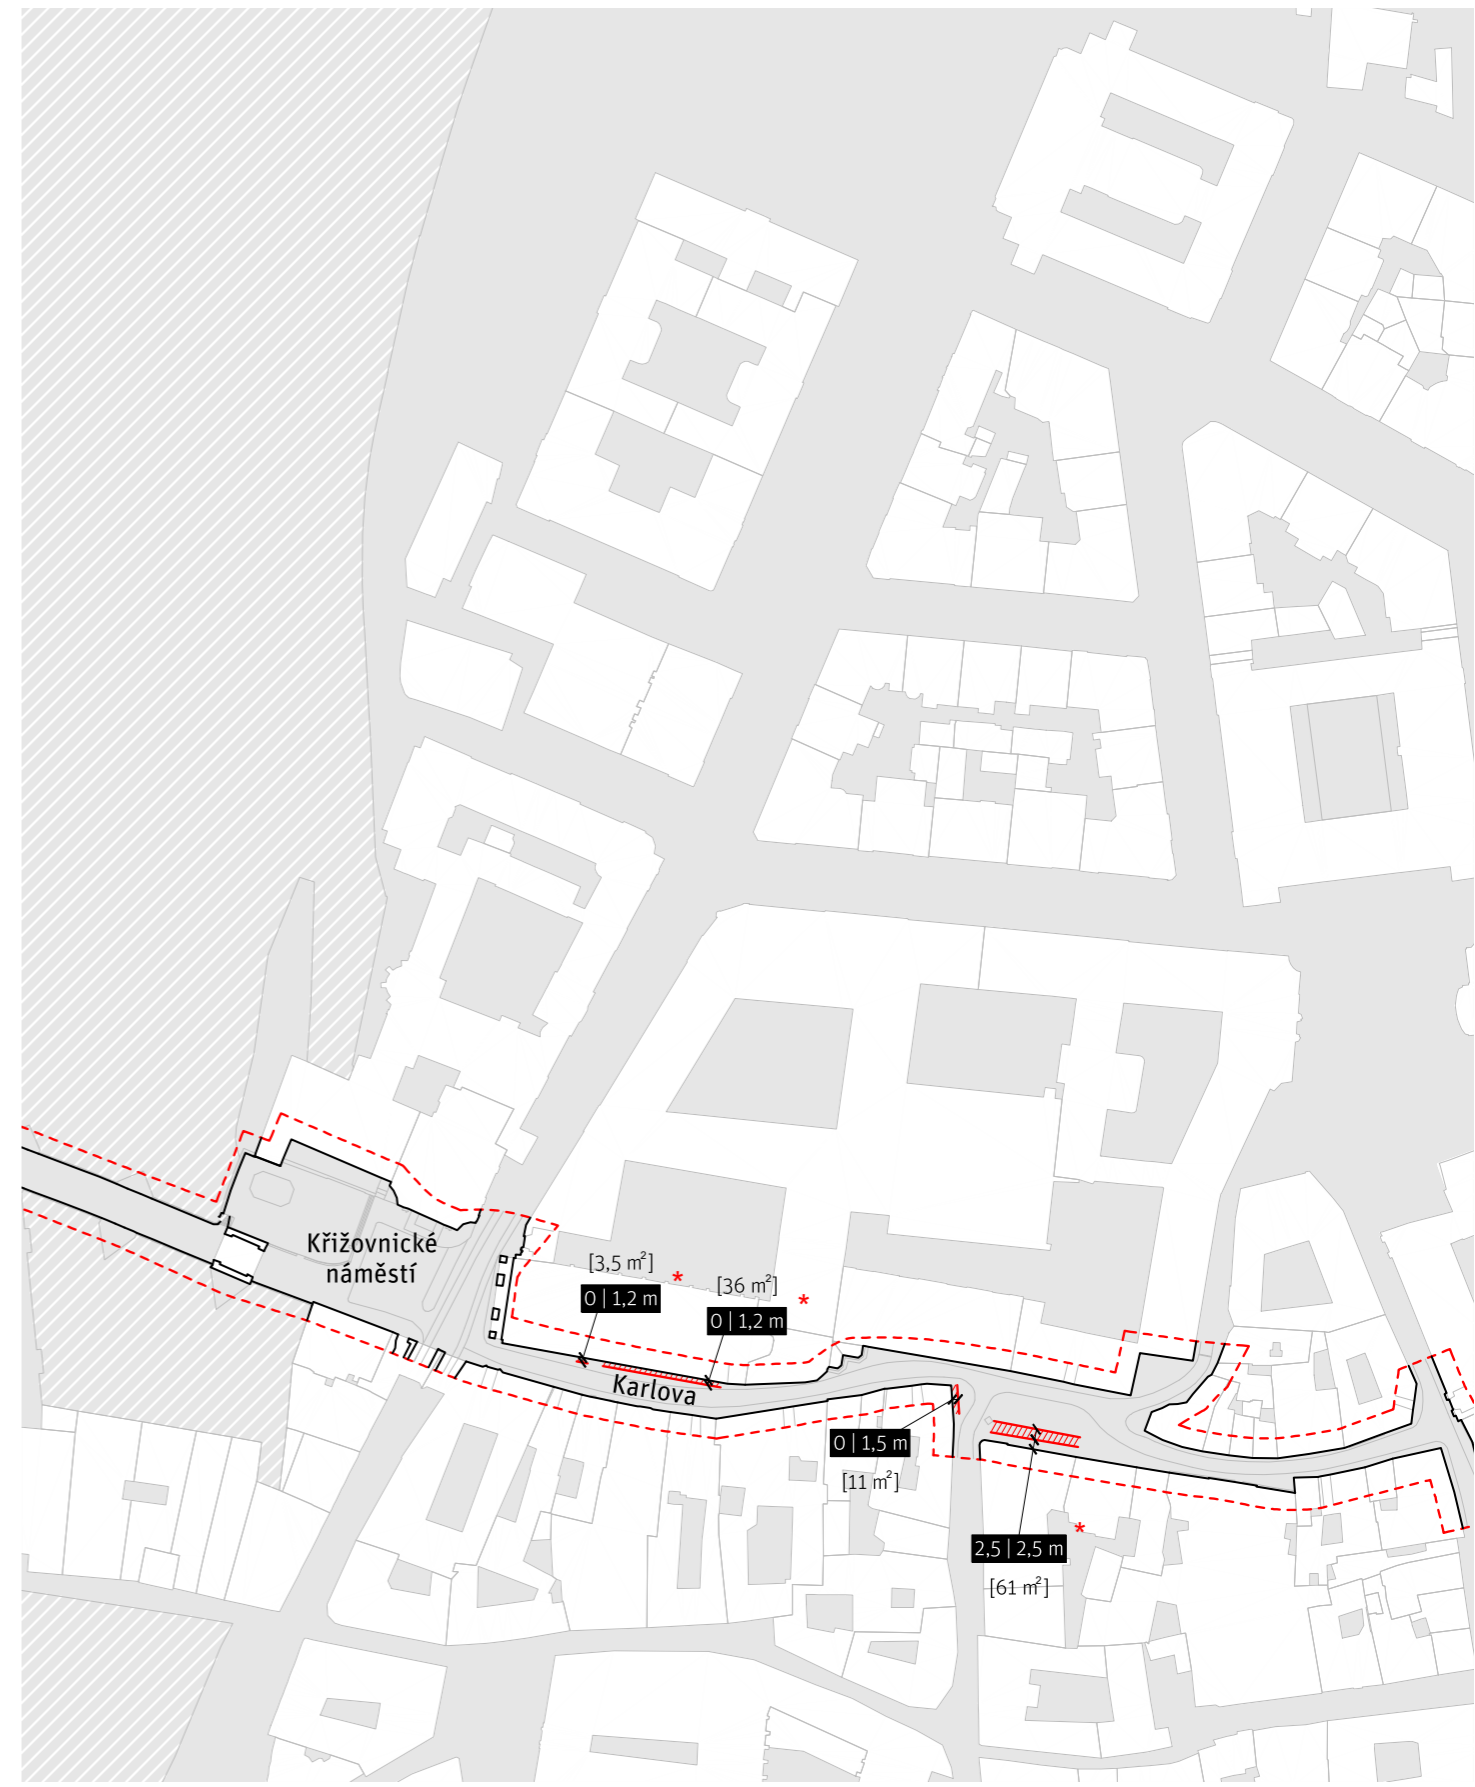 Křižovnické
náměstí
[3,5 m²]
*
0 | 1,2 m
[36 m²]
*
0 | 1,2 m
Karlova
0 | 1,5 m
[11 m²]
*
2,5 | 2,5 m
[61 m²]